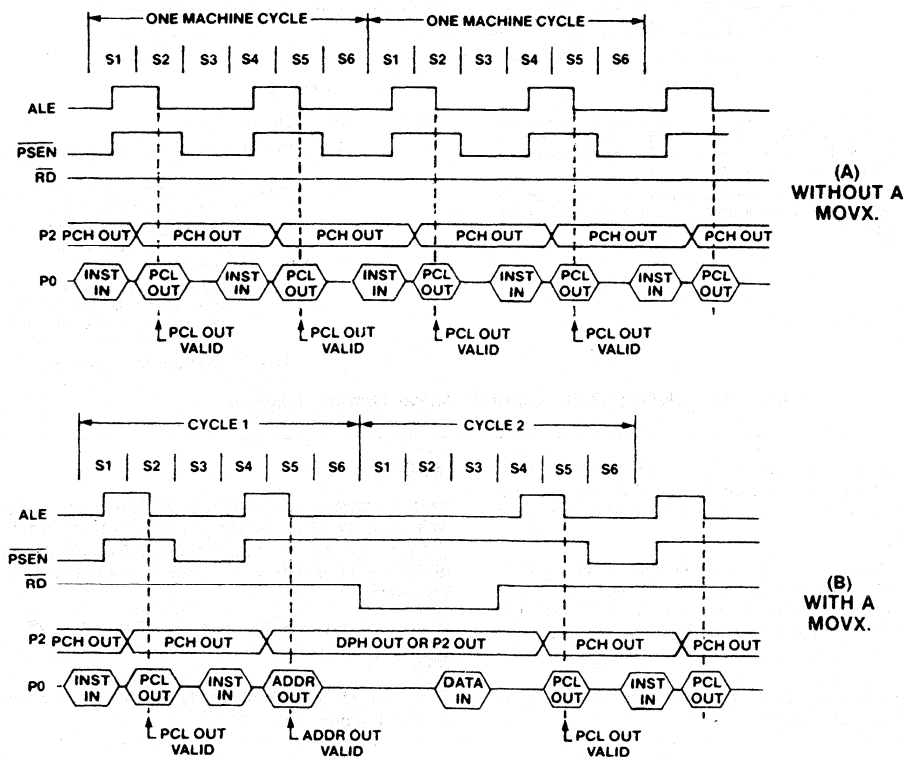 ONE MACHINE CYCLE ONE MACHINE CYCLE
S1 S2 S3 S4 S5 S6 S1 S2 S3 S4 S5 S6
ALE
PSEN
RD
P2 PCH OUT PCH OUT PCH OUT PCH OUT PCH OUT PCH OUT
P0 INST IN PCL OUT INST IN PCL OUT INST IN PCL OUT INST IN PCL OUT INST IN PCL OUT
PCL OUT VALID PCL OUT VALID PCL OUT VALID PCL OUT VALID
(A)
WITHOUT A
MOVX.
CYCLE 1 CYCLE 2
S1 S2 S3 S4 S5 S6 S1 S2 S3 S4 S5 S6
ALE
PSEN
RD
P2 PCH OUT PCH OUT DPH OUT OR P2 OUT PCH OUT PCH OUT
P0 INST IN PCL OUT INST IN ADDR OUT DATA IN PCL OUT INST IN PCL OUT
PCL OUT VALID ADDR OUT VALID PCL OUT VALID
(B)
WITH A
MOVX.